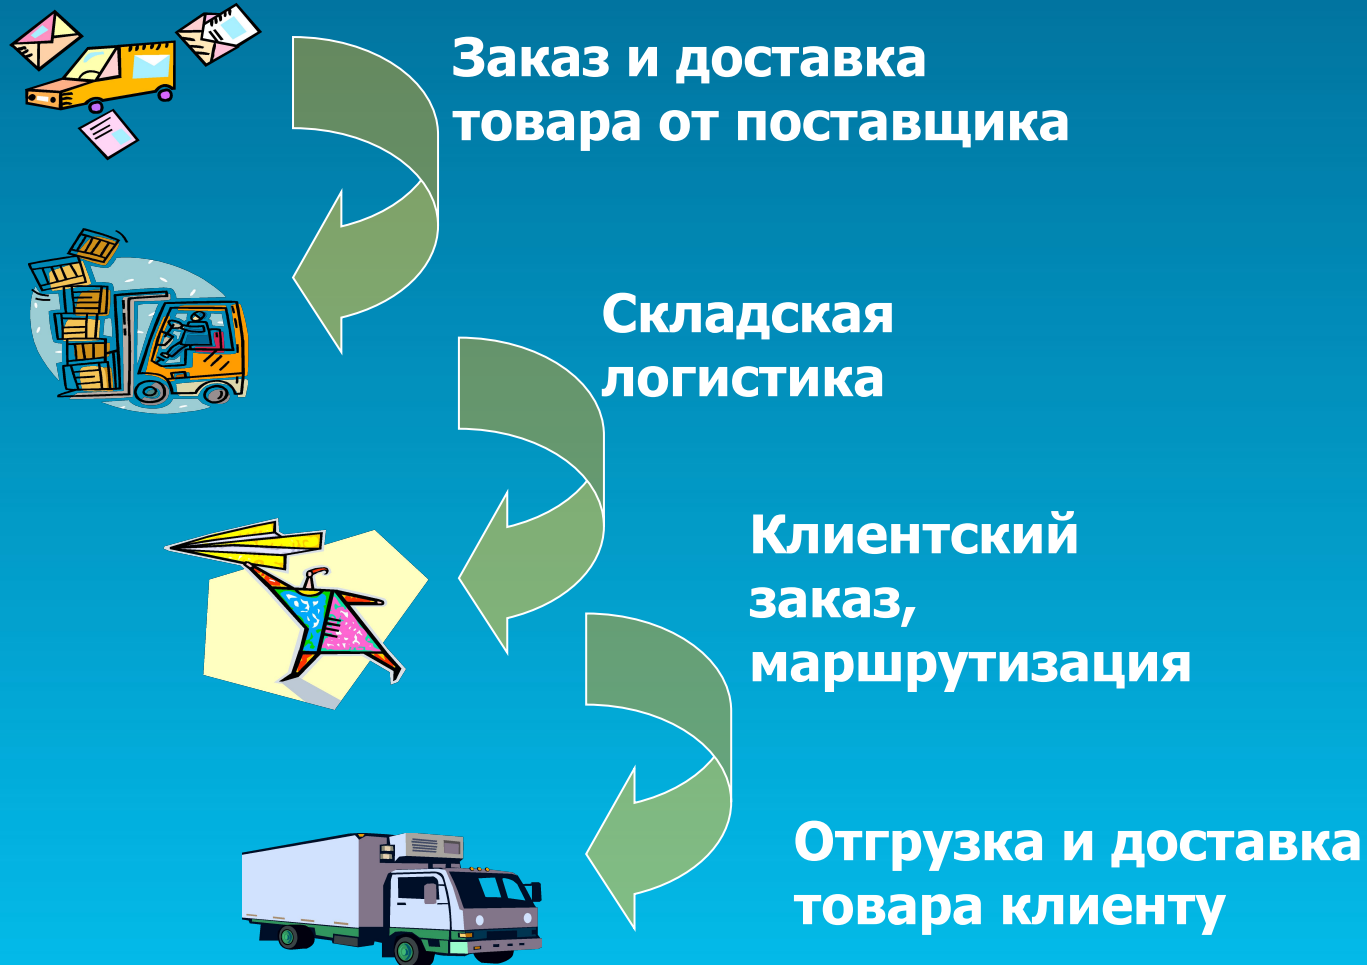 Заказ и доставка
товара от поставщика
Складская
логистика
Клиентский
заказ,
маршрутизация
Отгрузка и доставка
товара клиенту